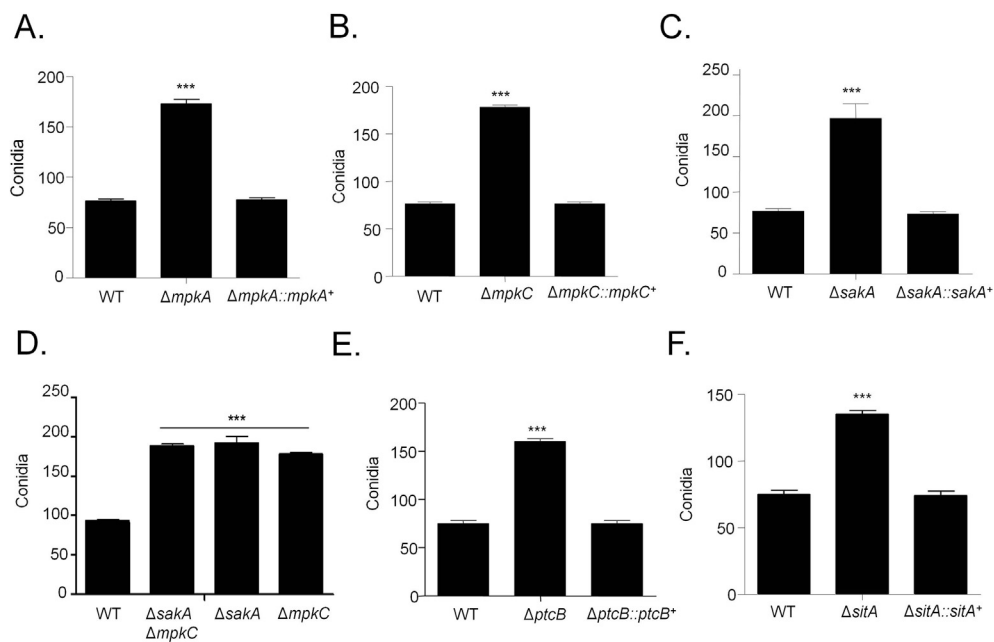 A.
200
150
100
50
0
Conidia
***
WT
ΔmpkA
ΔmpkA::mpkA+
B.
200
150
100
50
0
Conidia
***
WT
ΔmpkC
ΔmpkC::mpkC+
C.
250
200
150
100
50
0
Conidia
***
WT
ΔsakA
ΔsakA::sakA+
D.
250
200
150
100
50
0
Conidia
***
WT
ΔsakA
ΔmpkC
ΔsakA
ΔmpkC
E.
200
150
100
50
0
Conidia
***
WT
ΔptcB
ΔptcB::ptcB+
F.
150
100
50
0
Conidia
***
WT
ΔsitA
ΔsitA::sitA+